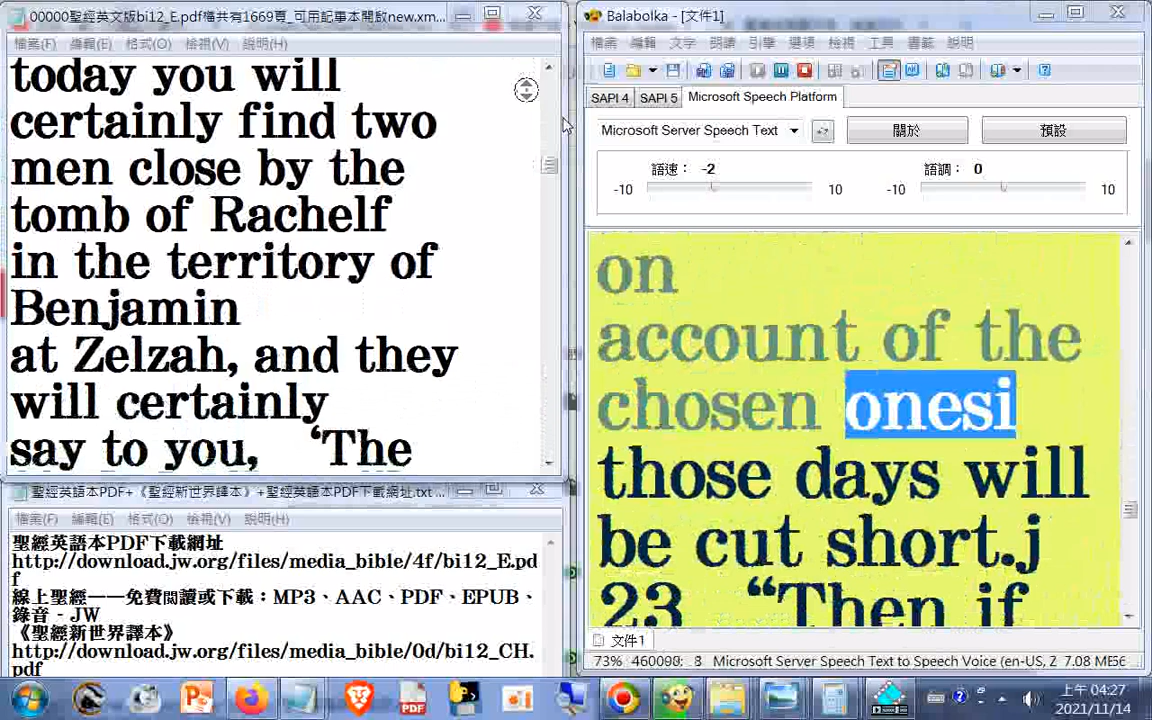 00000聖經英文版bi12_E.pdf檔共有1669頁_可用記事本開啟new.xm...
檔案(F) 編輯(E) 格式(O) 檢視(V) 說明(H)
today you will
certainly find two
men close by the
tomb of Rachelf
in the territory of
Benjamin
at Zelzah, and they
will certainly
say to you, ‘The
聖經英語本PDF+《聖經新世界譯本》+聖經英語本PDF下載網址.txt ...
檔案(F) 編輯(E) 格式(O) 檢視(V) 說明(H)
聖經英語本PDF下載網址
http://download.jw.org/files/media_bible/4f/bi12_E.pd
f
線上聖經——免費閱讀或下載：MP3、AAC、PDF、EPUB、
錄音 - JW
《聖經新世界譯本》
http://download.jw.org/files/media_bible/0d/bi12_CH.
pdf
Balabolka - [文件1]
檔案 編輯 文字 朗讀 引擎 選項 檢視 工具 書籤 說明
SAPI 4 SAPI 5 Microsoft Speech Platform
Microsoft Server Speech Text 關於 預設
語速： -2 語調： 0
-10 10 -10 10
on
account of the
chosen onesi
those days will
be cut short.j
23 “Then if
文件1
73% 460098: 8 Microsoft Server Speech Text to Speech Voice (en-US, Z 7.08 ME56
上午 04:27
2021/11/14